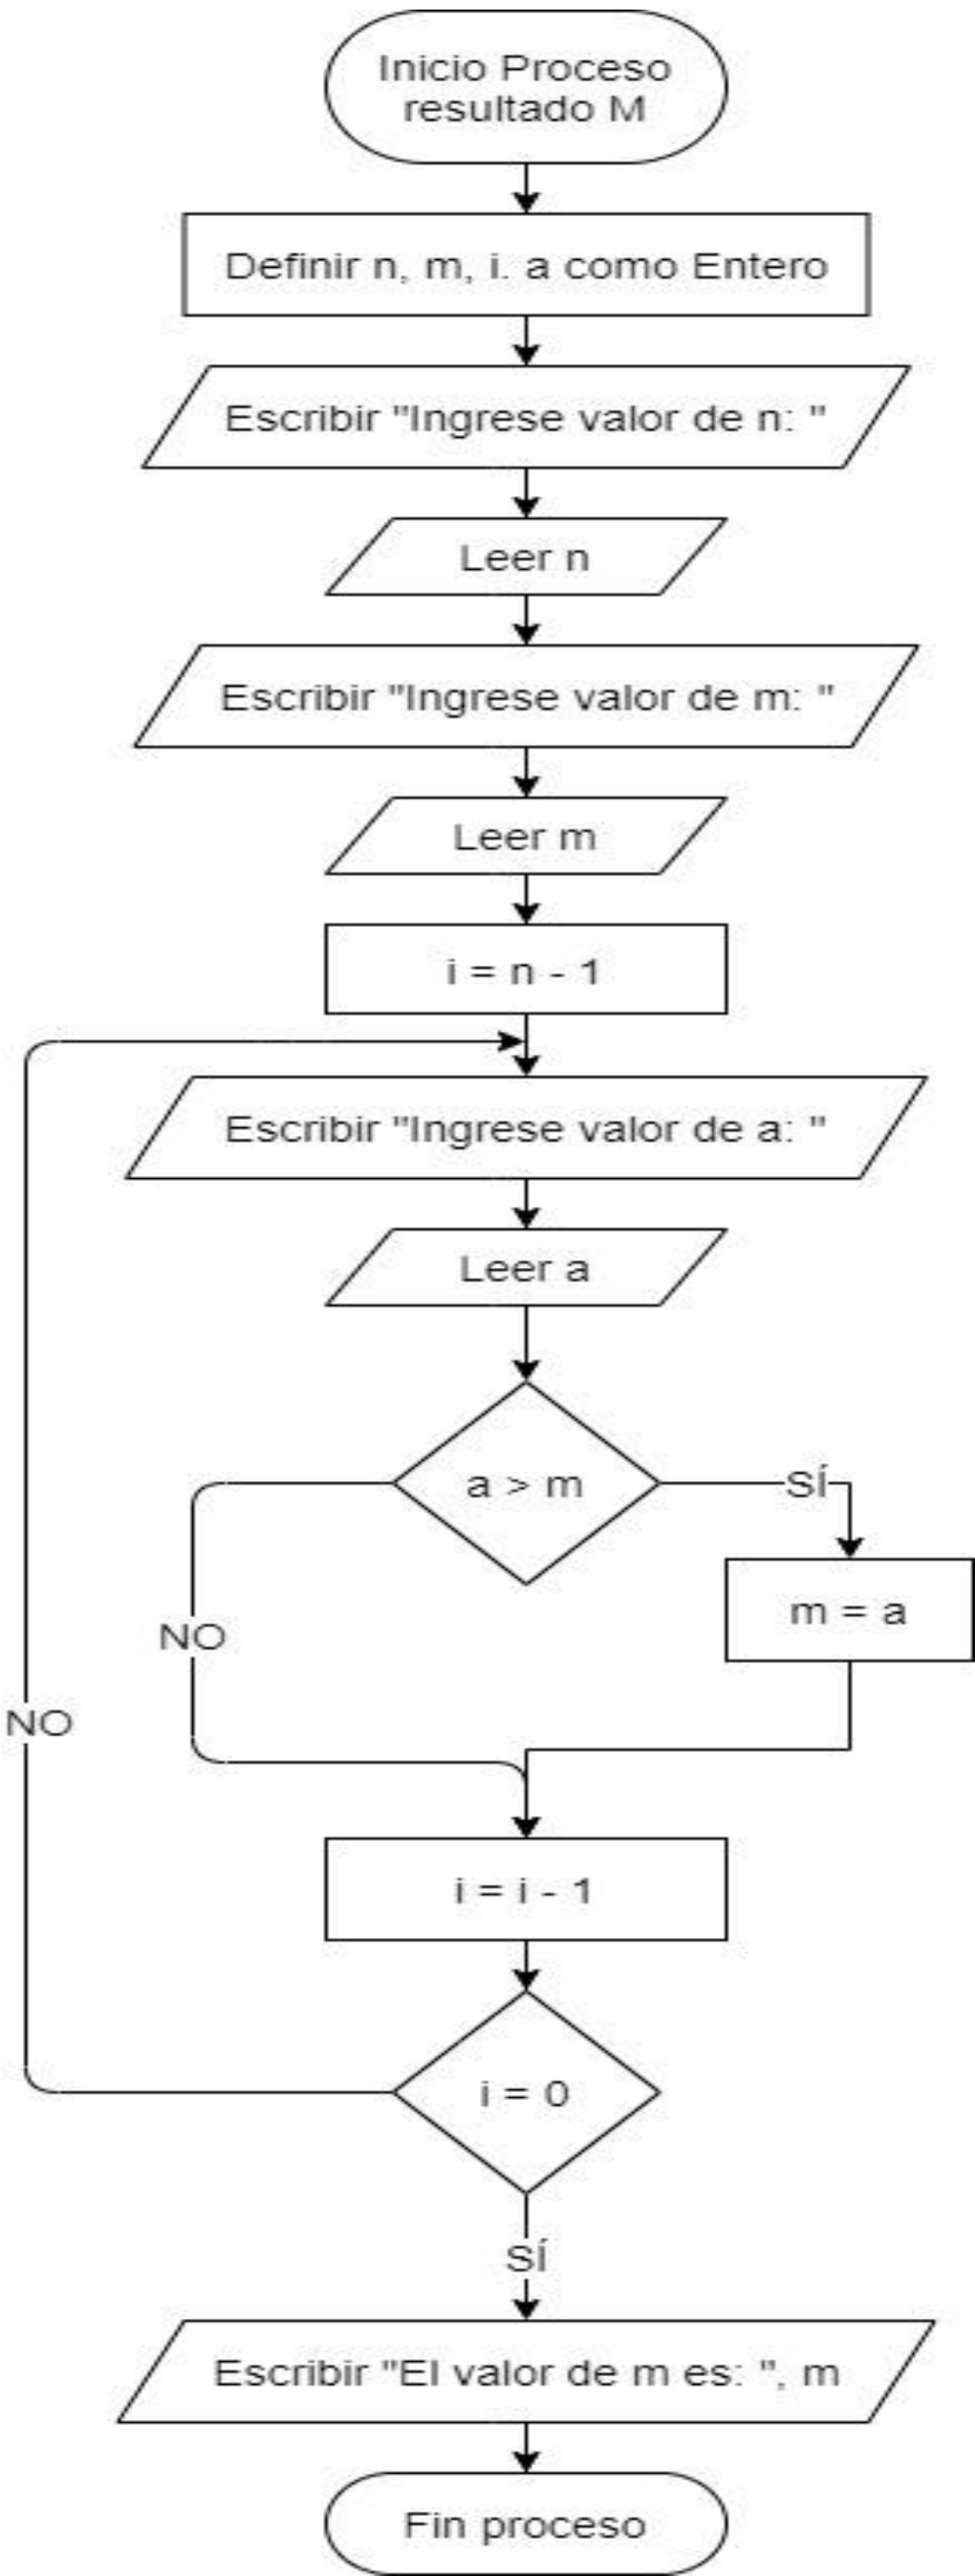 Inicio Proceso
resultado M
Definir n, m, i. a como Entero
Escribir "Ingrese valor de n: "
Leer n
Escribir "Ingrese valor de m: "
Leer m
i = n - 1
Escribir "Ingrese valor de a: "
Leer a
a > m
SÍ
m = a
NO
NO
i = i - 1
i = 0
SÍ
Escribir "El valor de m es: ", m
Fin proceso